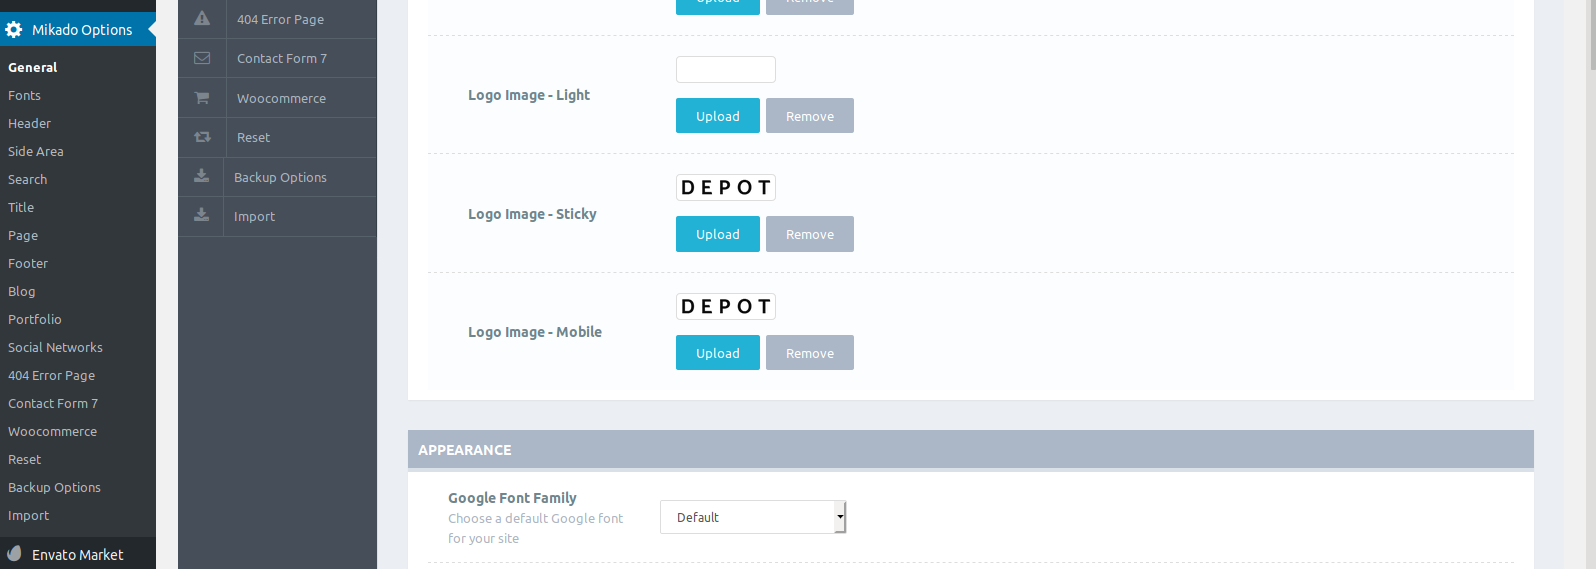 Mikado Options
General
Fonts
Header
Side Area
Search
Title
Page
Footer
Blog
Portfolio
Social Networks
404 Error Page
Contact Form 7
Woocommerce
Reset
Backup Options
Import
Envato Market
404 Error Page
Contact Form 7
Woocommerce
Reset
Backup Options
Import
Logo Image - Light
Upload Remove
DEPOT
Logo Image - Sticky
Upload Remove
DEPOT
Logo Image - Mobile
Upload Remove
APPEARANCE
Google Font Family
Choose a default Google font
for your site
Default